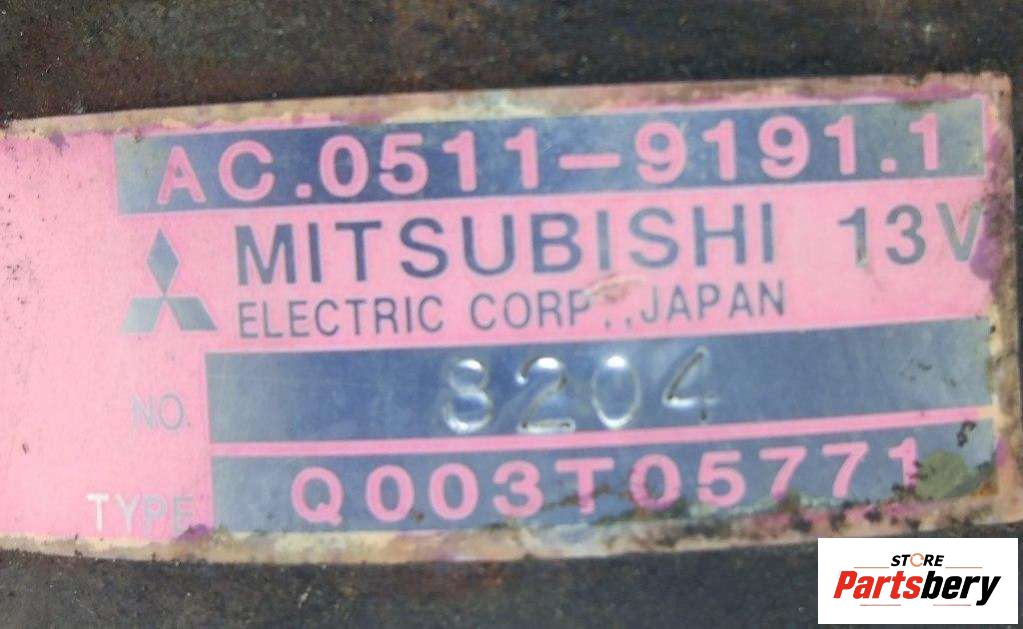 AC.0511-9191.1
MITSUBISHI 13V
ELECTRIC CORP.,JAPAN
NO. 8204
TYPE Q003T05771
STORE
Partsbery